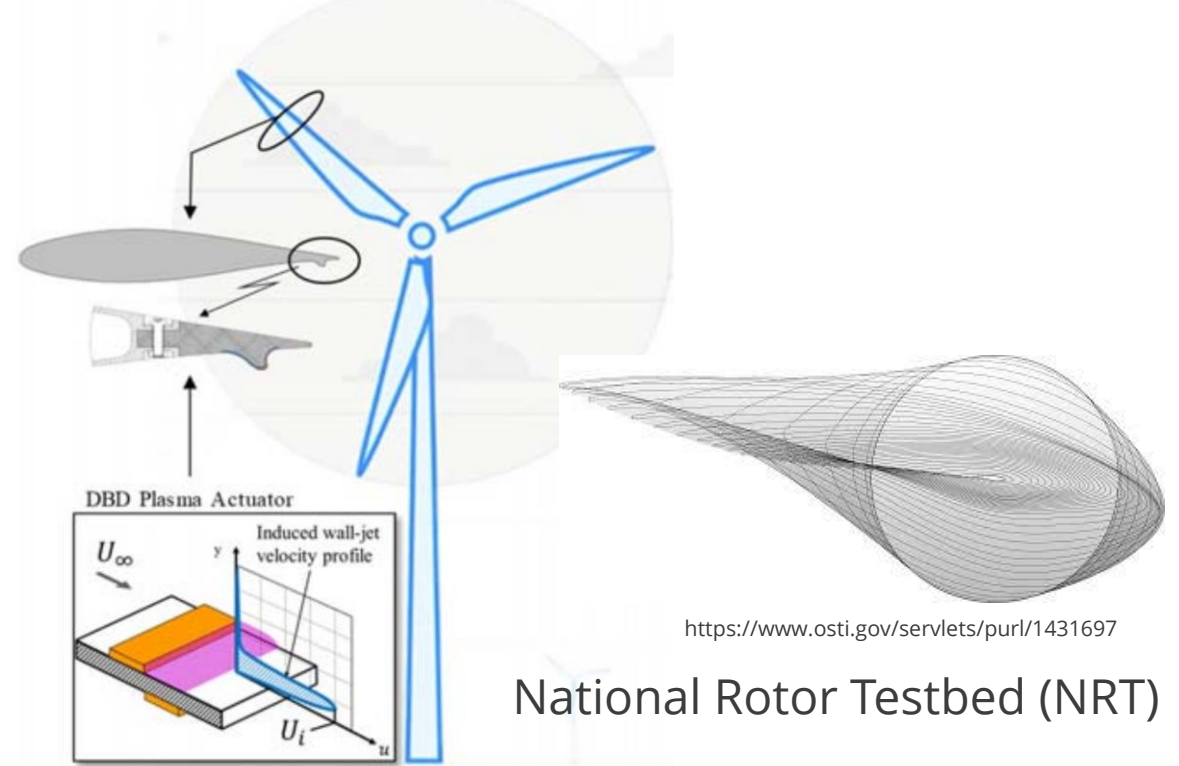 DBD Plasma Actuator
Induced wall-jet
velocity profile
U∞
y
Uᵢ
u
https://www.osti.gov/servlets/purl/1431697
National Rotor Testbed (NRT)